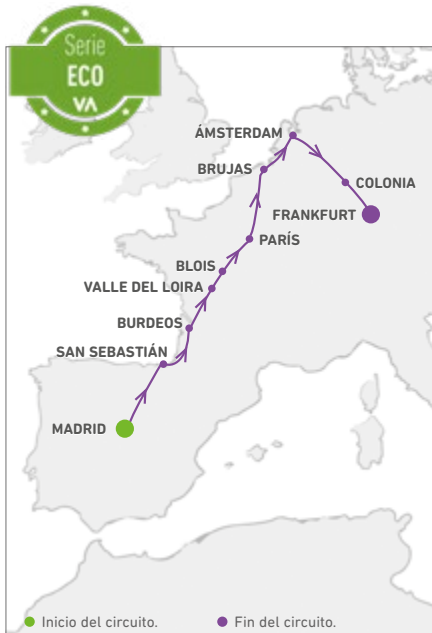 Serie
ECO
VA
ÁMSTERDAM
BRUJAS
COLONIA
FRANKFURT
PARÍS
BLOIS
VALLE DEL LOIRA
BURDEOS
SAN SEBASTIÁN
MADRID
Inicio del circuito.
Fin del circuito.